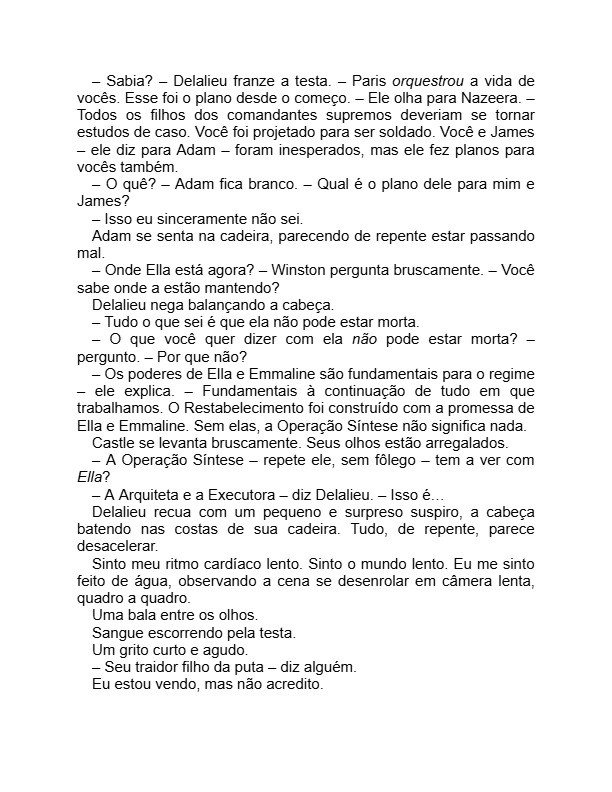 – Sabia? – Delalieu franze a testa. – Paris orquestrou a vida de
vocês. Esse foi o plano desde o começo. – Ele olha para Nazeera. –
Todos os filhos dos comandantes supremos deveriam se tornar
estudos de caso. Você foi projetado para ser soldado. Você e James
– ele diz para Adam – foram inesperados, mas ele fez planos para
vocês também.
– O quê? – Adam fica branco. – Qual é o plano dele para mim e
James?
– Isso eu sinceramente não sei.
Adam se senta na cadeira, parecendo de repente estar passando
mal.
– Onde Ella está agora? – Winston pergunta bruscamente. – Você
sabe onde a estão mantendo?
Delalieu nega balançando a cabeça.
– Tudo o que sei é que ela não pode estar morta.
– O que você quer dizer com ela não pode estar morta? –
pergunto. – Por que não?
– Os poderes de Ella e Emmaline são fundamentais para o regime
– ele explica. – Fundamentais à continuação de tudo em que
trabalhamos. O Restabelecimento foi construído com a promessa de
Ella e Emmaline. Sem elas, a Operação Síntese não significa nada.
Castle se levanta bruscamente. Seus olhos estão arregalados.
– A Operação Síntese – repete ele, sem fôlego – tem a ver com
Ella?
– A Arquiteta e a Executora – diz Delalieu. – Isso é…
Delalieu recua com um pequeno e surpreso suspiro, a cabeça
batendo nas costas de sua cadeira. Tudo, de repente, parece
desacelerar.
Sinto meu ritmo cardíaco lento. Sinto o mundo lento. Eu me sinto
feito de água, observando a cena se desenrolar em câmera lenta,
quadro a quadro.
Uma bala entre os olhos.
Sangue escorrendo pela testa.
Um grito curto e agudo.
– Seu traidor filho da puta – diz alguém.
Eu estou vendo, mas não acredito.